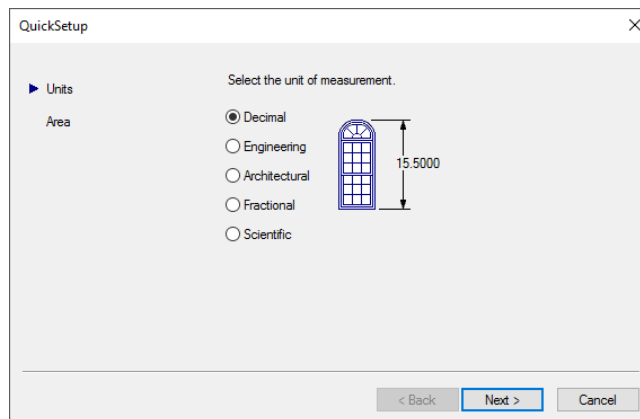 QuickSetup
Units
Area
Select the unit of measurement.
Decimal
Engineering
Architectural
Fractional
Scientific
15.5000
< Back
Next >
Cancel